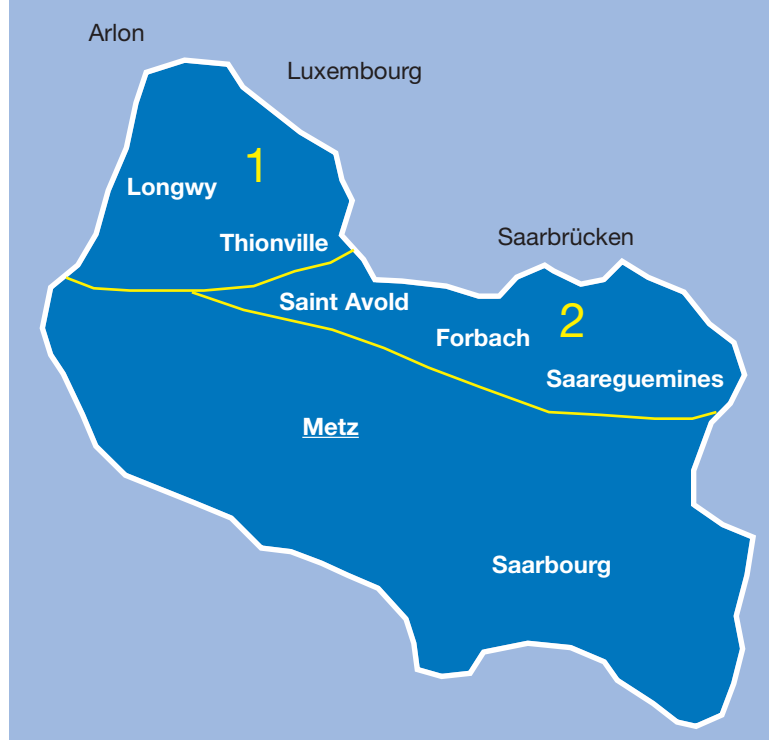 Arlon
Luxembourg
1
Longwy
Thionville
Saarbrücken
Saint Avold
2
Forbach
Saareguemines
Metz
Saarbourg